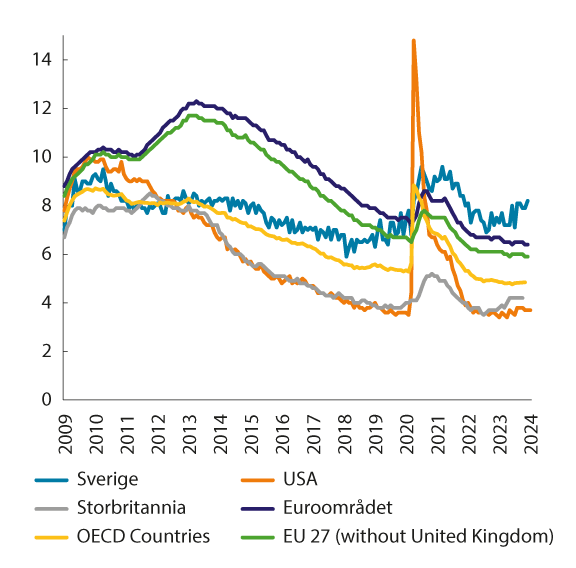 14
12
10
8
6
4
2
0
2009 2010 2011 2012 2013 2014 2015 2016 2017 2018 2019 2020 2021 2022 2023 2024
Sverige USA
Storbritannia Euroområdet
OECD Countries EU 27 (without United Kingdom)